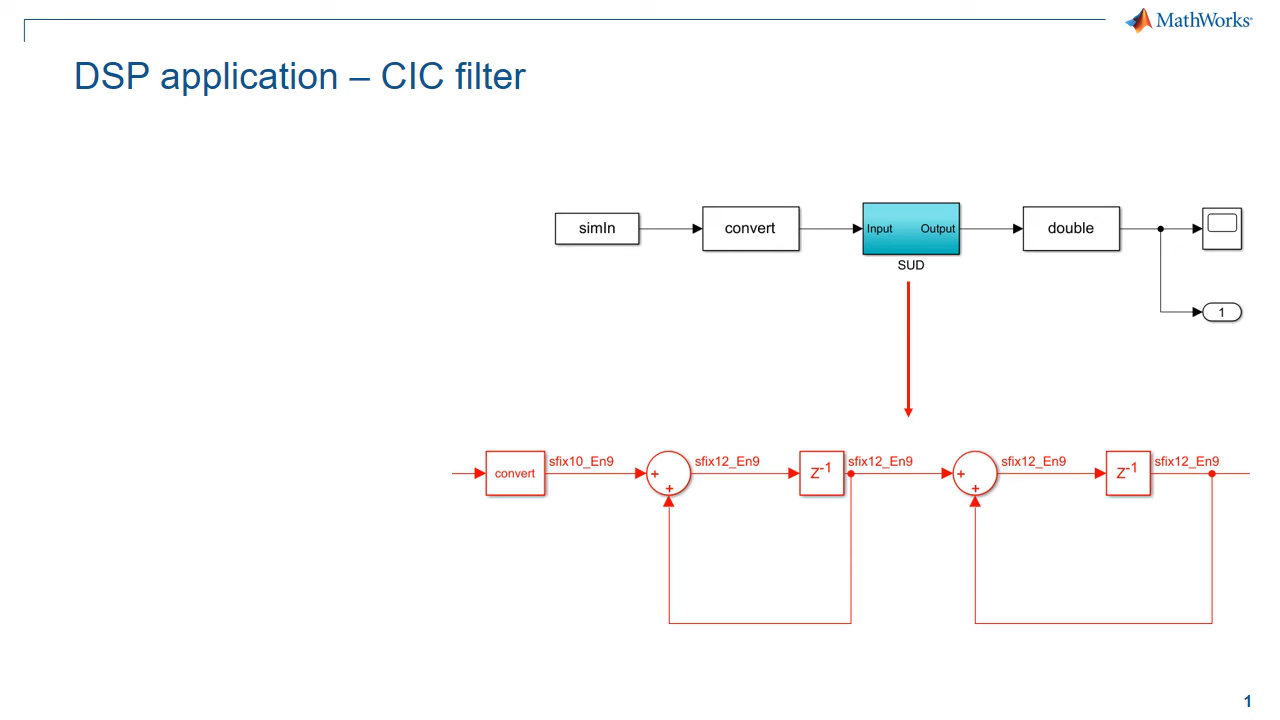 MathWorks®
DSP application – CIC filter
simIn
convert
Input
Output
double
SUD
1
convert
sfix10_En9
+
+
sfix12_En9
Z-1
sfix12_En9
+
+
sfix12_En9
Z-1
sfix12_En9
1